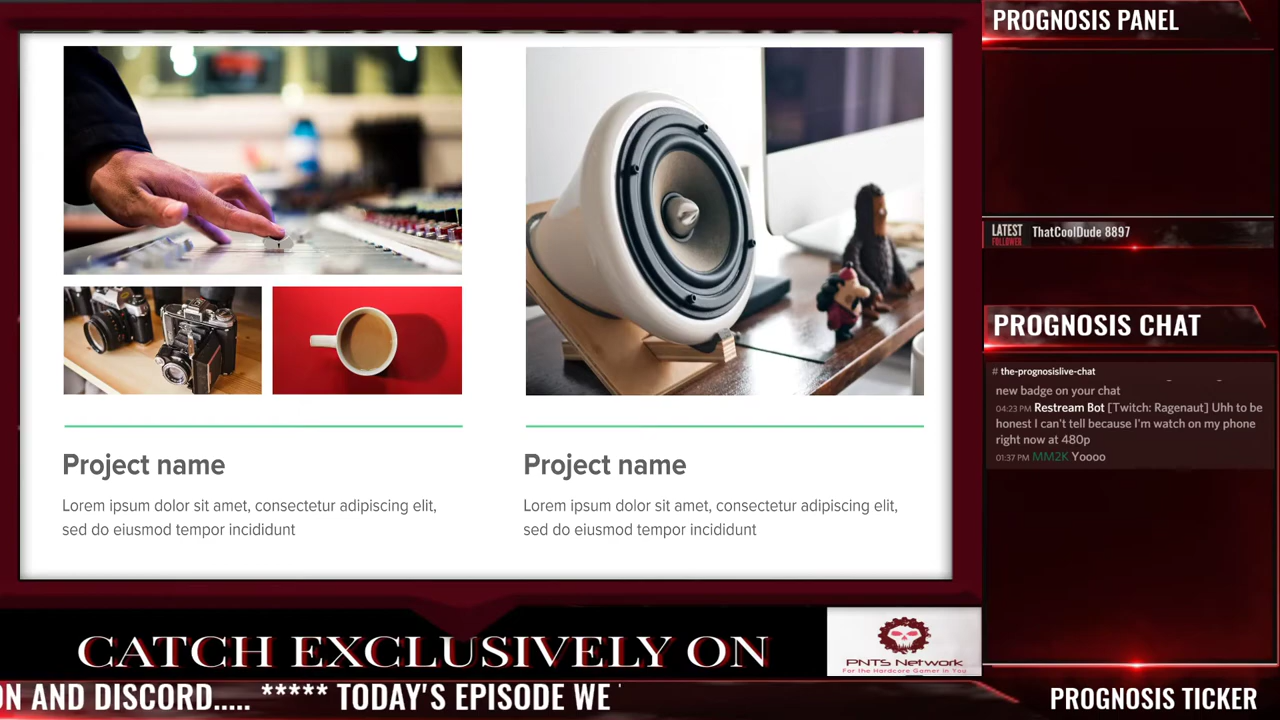 PROGNOSIS PANEL
LATEST
FOLLOWER
ThatCoolDude 8897
PROGNOSIS CHAT
# the-prognosislive-chat
new badge on your chat
04:23 PM Restream Bot [Twitch: Ragenaut] Uhh to be
honest I can't tell because I'm watch on my phone
right now at 480p
01:37 PM MM2K Yoooo
Project name
Lorem ipsum dolor sit amet, consectetur adipiscing elit,
sed do eiusmod tempor incididunt
Project name
Lorem ipsum dolor sit amet, consectetur adipiscing elit,
sed do eiusmod tempor incididunt
CATCH EXCLUSIVELY ON
PNTS Network
For the Hardcore Gamer in You
ON AND DISCORD..... ***** TODAY'S EPISODE WE
PROGNOSIS TICKER